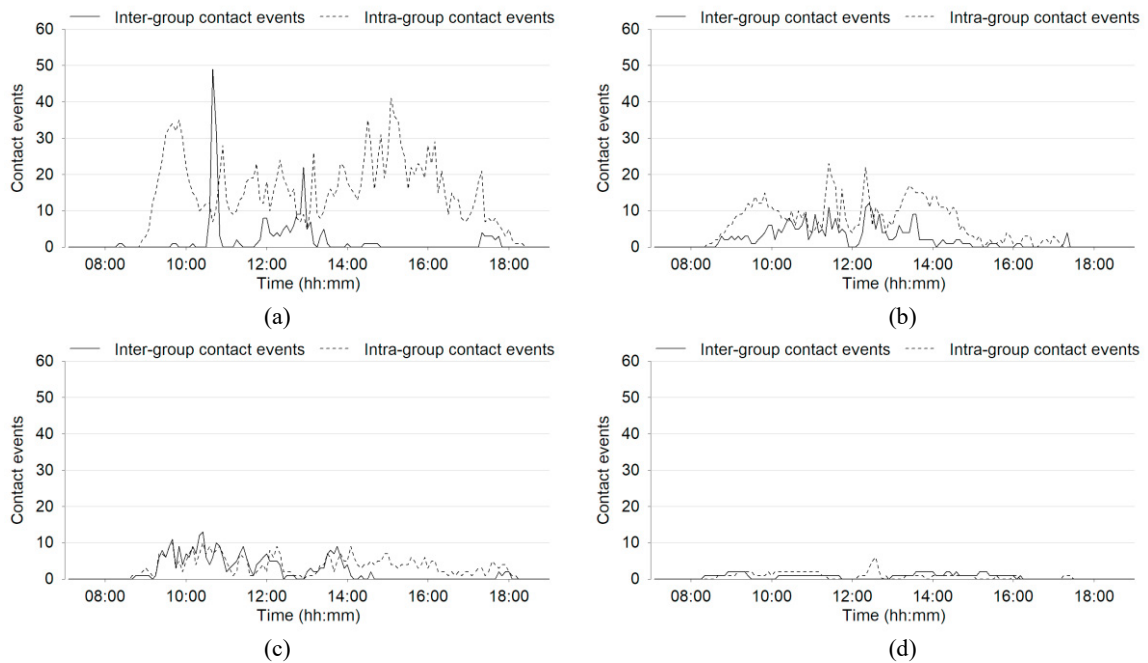 Inter-group contact events Intra-group contact events
60
50
40
30
20
10
0
Contact events
08:00 10:00 12:00 14:00 16:00 18:00
Time (hh:mm)
(a)
Inter-group contact events Intra-group contact events
60
50
40
30
20
10
0
Contact events
08:00 10:00 12:00 14:00 16:00 18:00
Time (hh:mm)
(b)
Inter-group contact events Intra-group contact events
60
50
40
30
20
10
0
Contact events
08:00 10:00 12:00 14:00 16:00 18:00
Time (hh:mm)
(c)
Inter-group contact events Intra-group contact events
60
50
40
30
20
10
0
Contact events
08:00 10:00 12:00 14:00 16:00 18:00
Time (hh:mm)
(d)